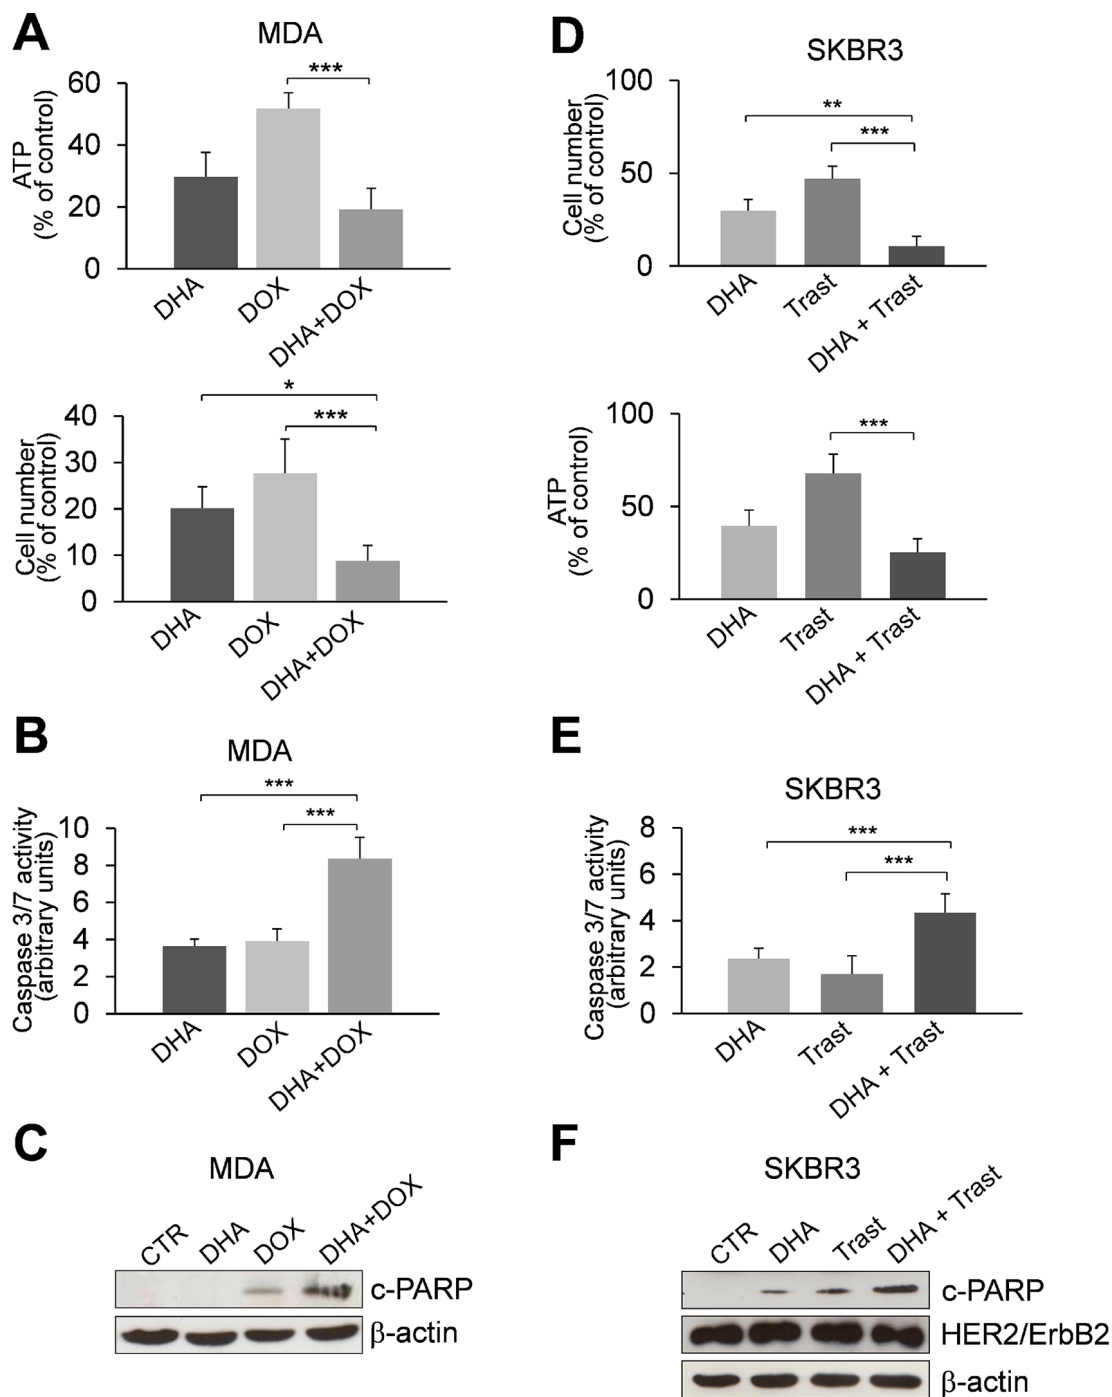 A
MDA
***
60
40
20
0
ATP
(% of control)
DHA
DOX
DHA+DOX
*
***
40
30
20
10
0
Cell number
(% of control)
DHA
DOX
DHA+DOX
B
MDA
***
***
10
8
6
4
2
0
Caspase 3/7 activity
(arbitrary units)
DHA
DOX
DHA+DOX
C
MDA
CTR
DHA
DOX
DHA+DOX
c-PARP
β-actin
D
SKBR3
100
50
0
**
***
Cell number
(% of control)
DHA
Trast
DHA + Trast
100
50
0
***
ATP
(% of control)
DHA
Trast
DHA + Trast
E
SKBR3
8
6
4
2
0
***
***
Caspase 3/7 activity
(arbitrary units)
DHA
Trast
DHA + Trast
F
SKBR3
CTR
DHA
Trast
DHA + Trast
c-PARP
HER2/ErbB2
β-actin